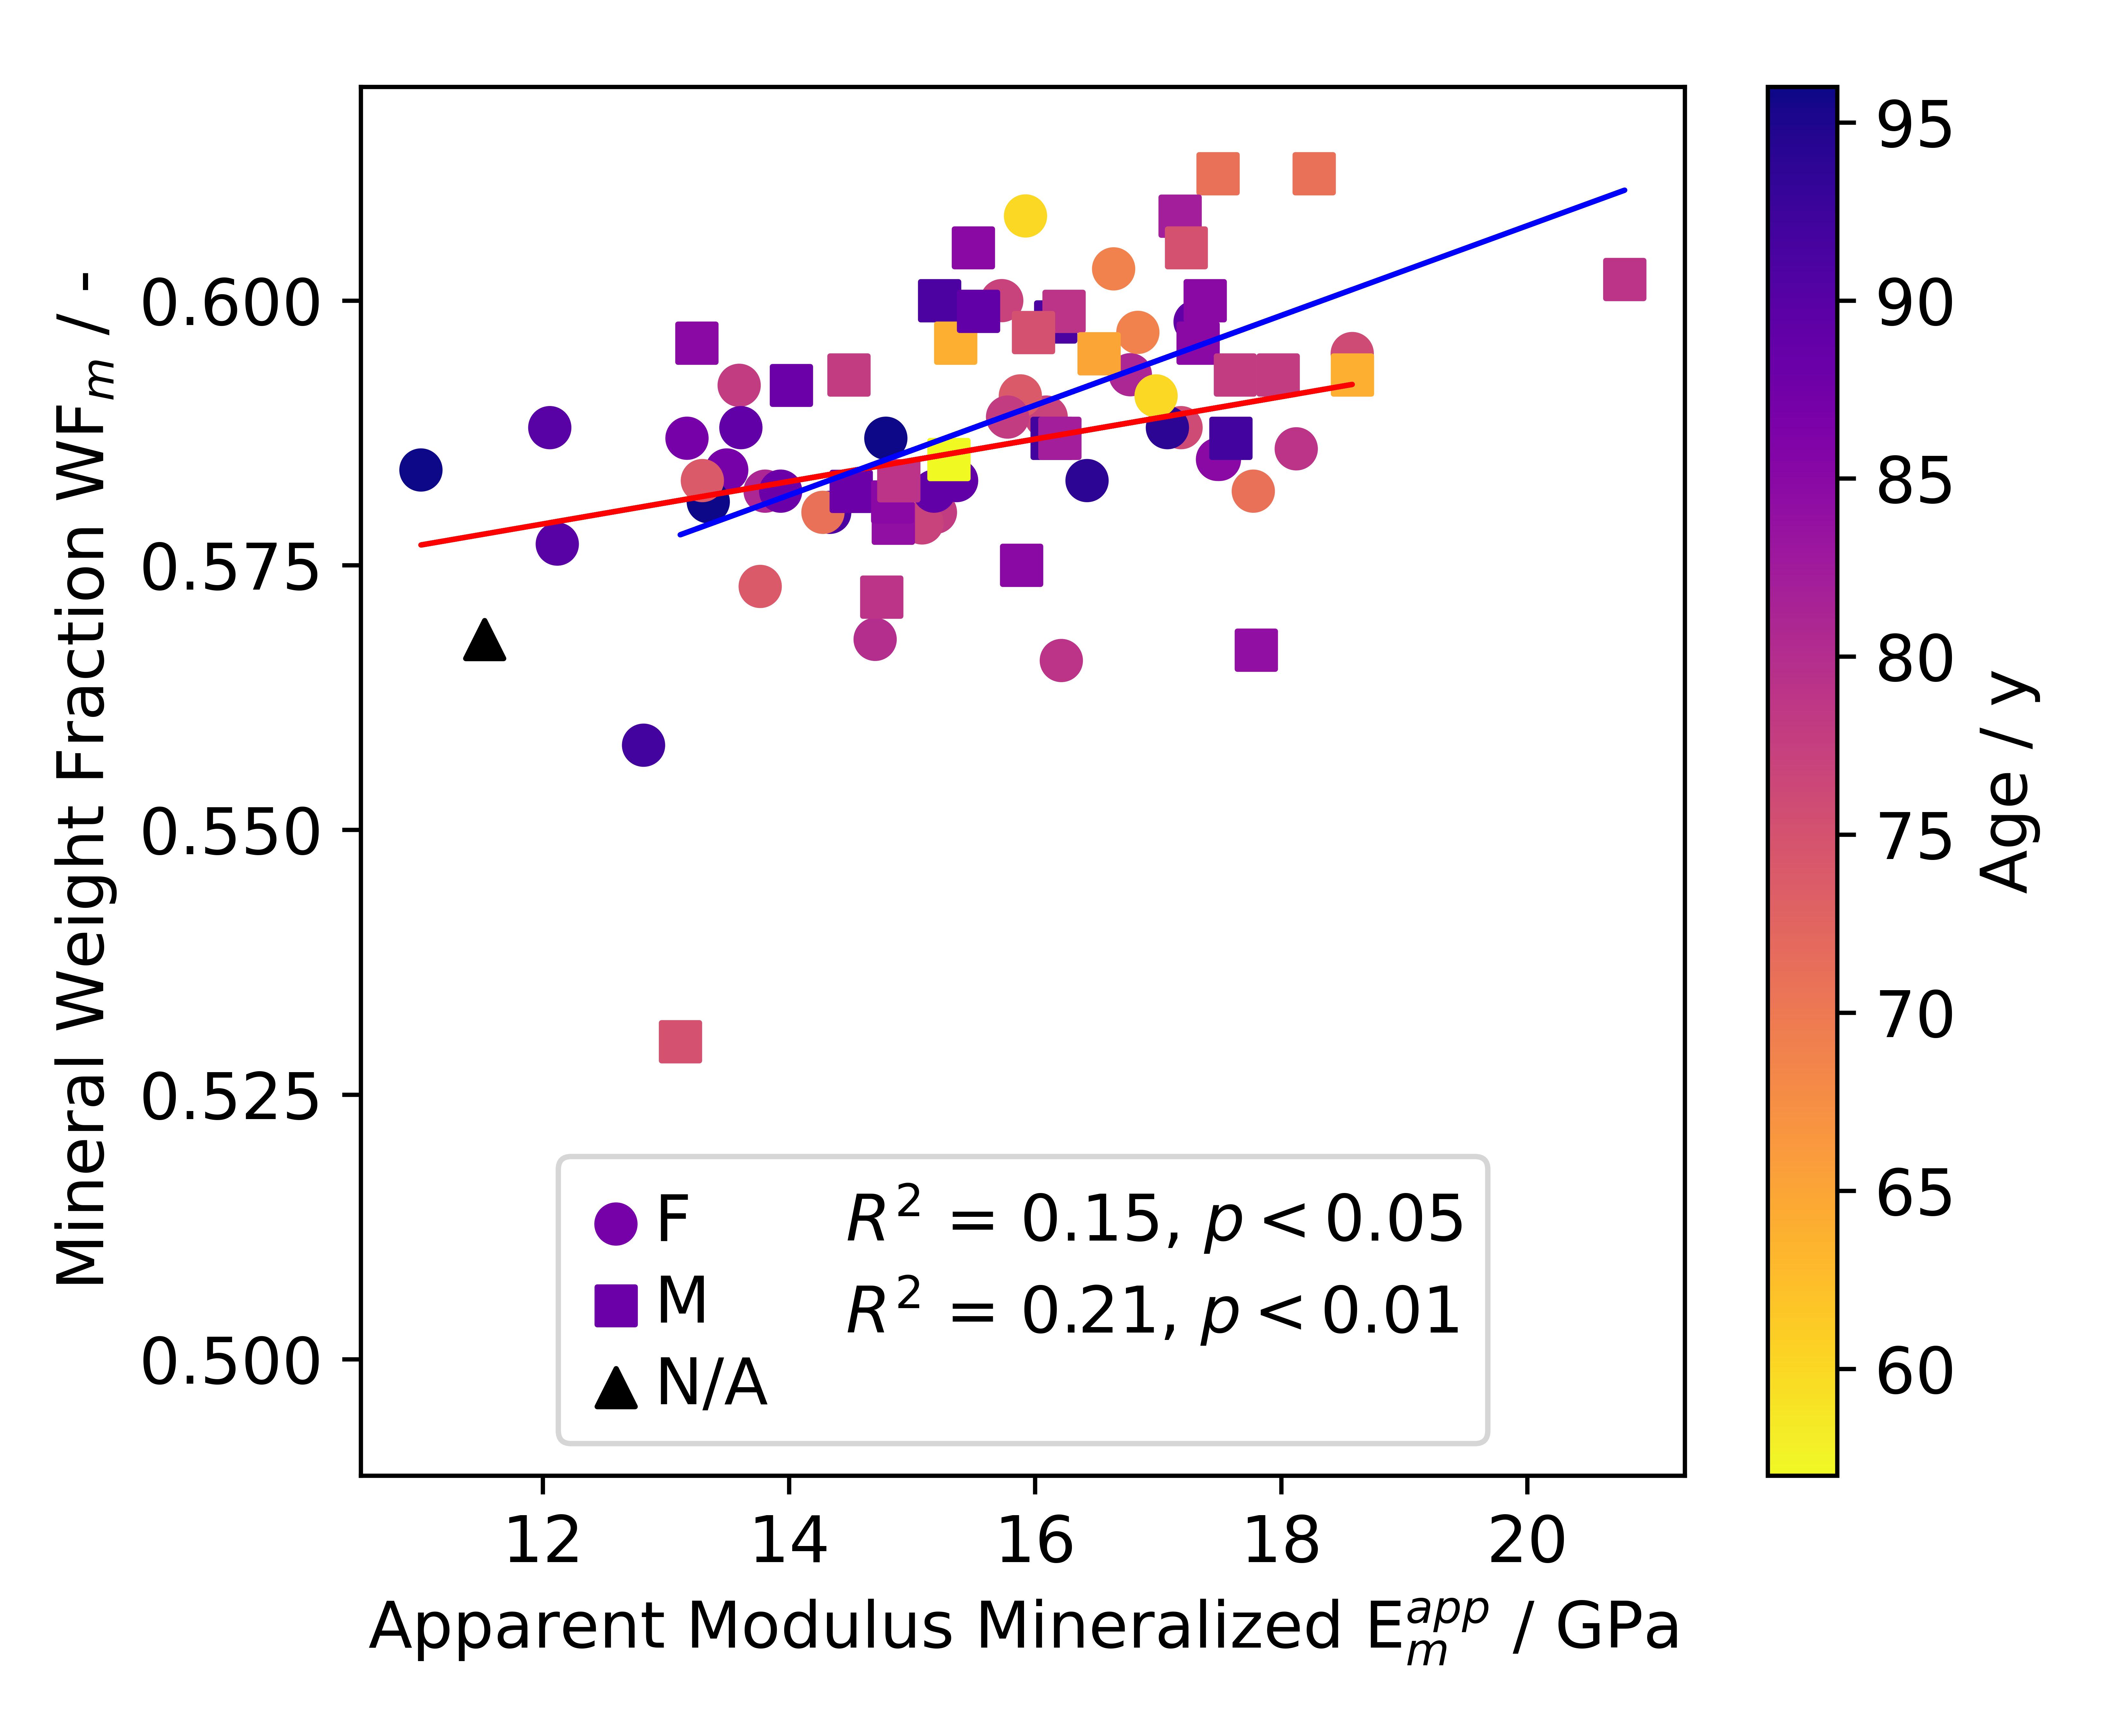 Mineral Weight Fraction WFm / -
0.600
0.575
0.550
0.525
0.500
F R² = 0.15, p < 0.05
M R² = 0.21, p < 0.01
N/A
12 14 16 18 20
Apparent Modulus Mineralized E_m^app / GPa
95
90
85
80
75
70
65
60
Age / y